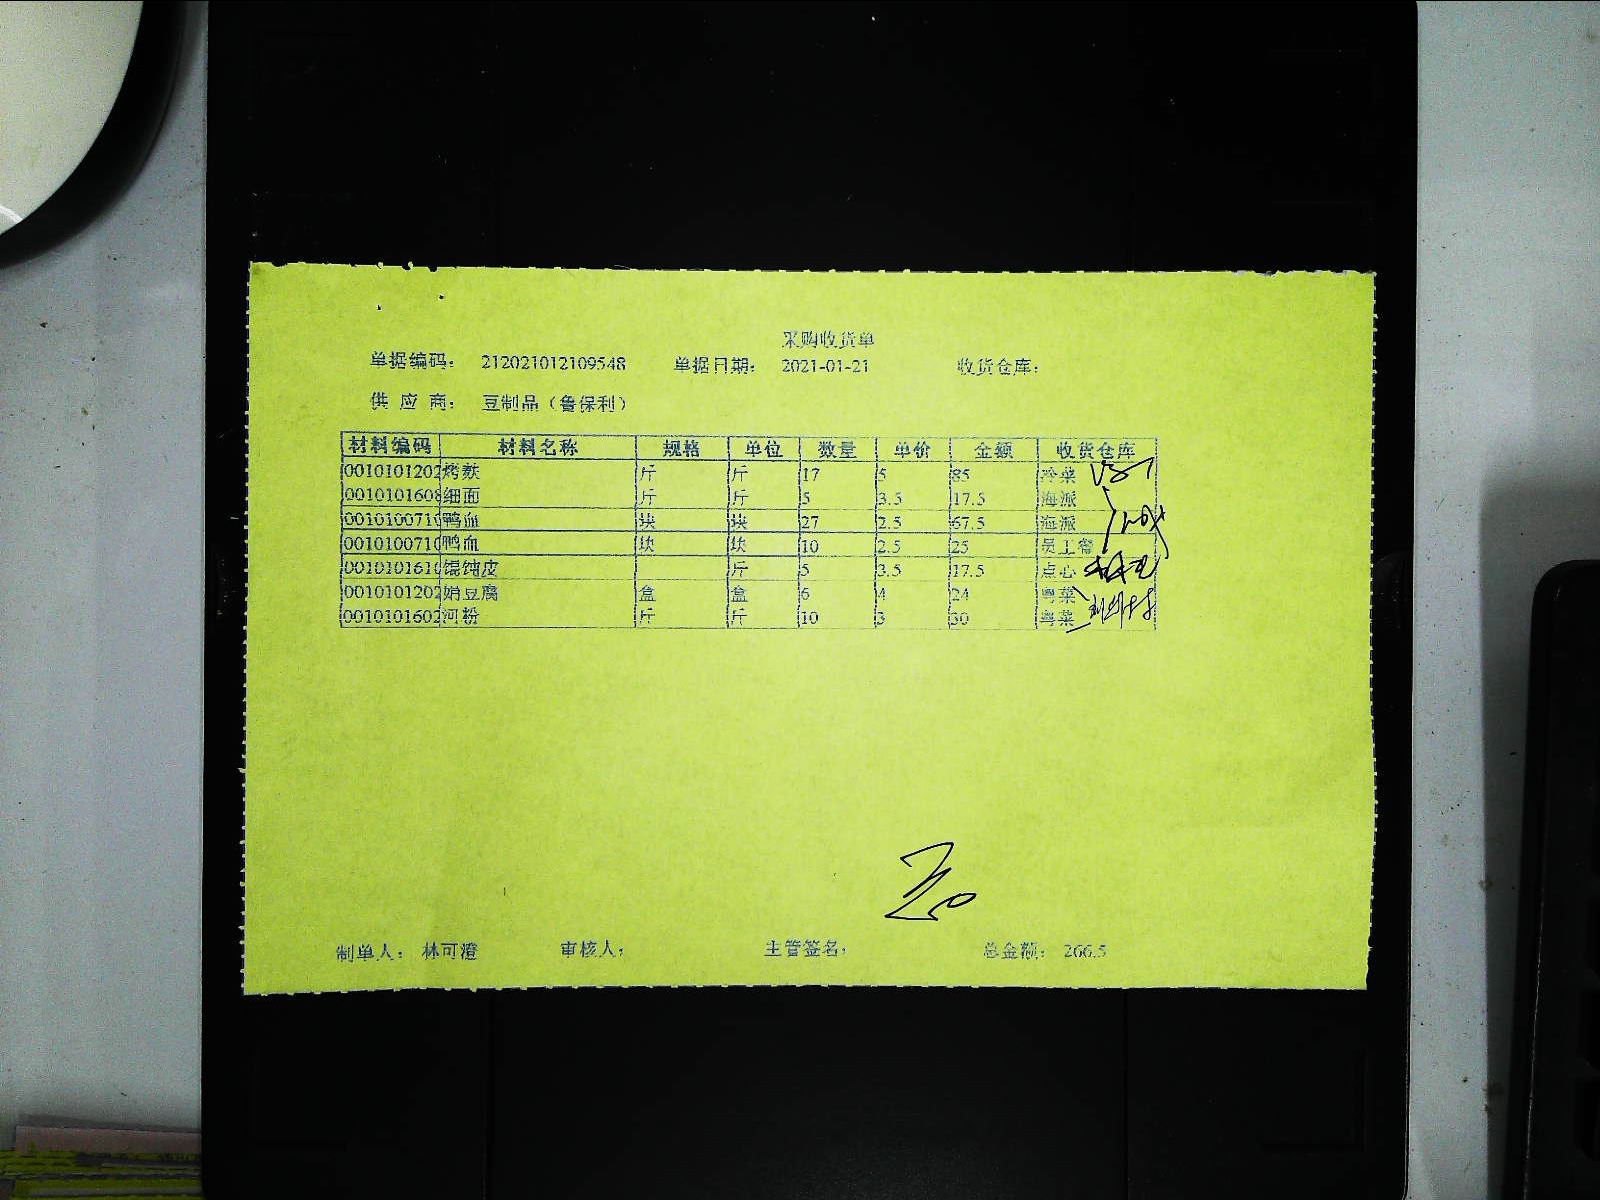 采购收货单
单据编码： 212021012109548 单据日期： 2021-01-21 收货仓库：
供 应 商： 豆制品（鲁保利）
材料编码 材料名称 规格 单位 数量 单价 金额 收货仓库
0010101202 烤麸 斤 斤 17 5 85 冷菜
0010101608 细面 斤 斤 5 3.5 17.5 海派
0010100710 鸭血 块 块 27 2.5 67.5 海派
0010100710 鸭血 块 块 10 2.5 25 员工餐
0010101610 馄饨皮 斤 5 3.5 17.5 点心
0010101202 豆腐 盒 盒 6 4 24 粤菜
0010101602 河粉 斤 斤 10 3 30 粤菜
制单人： 林可澄 审核人： 主管签名： 总金额： 266.5